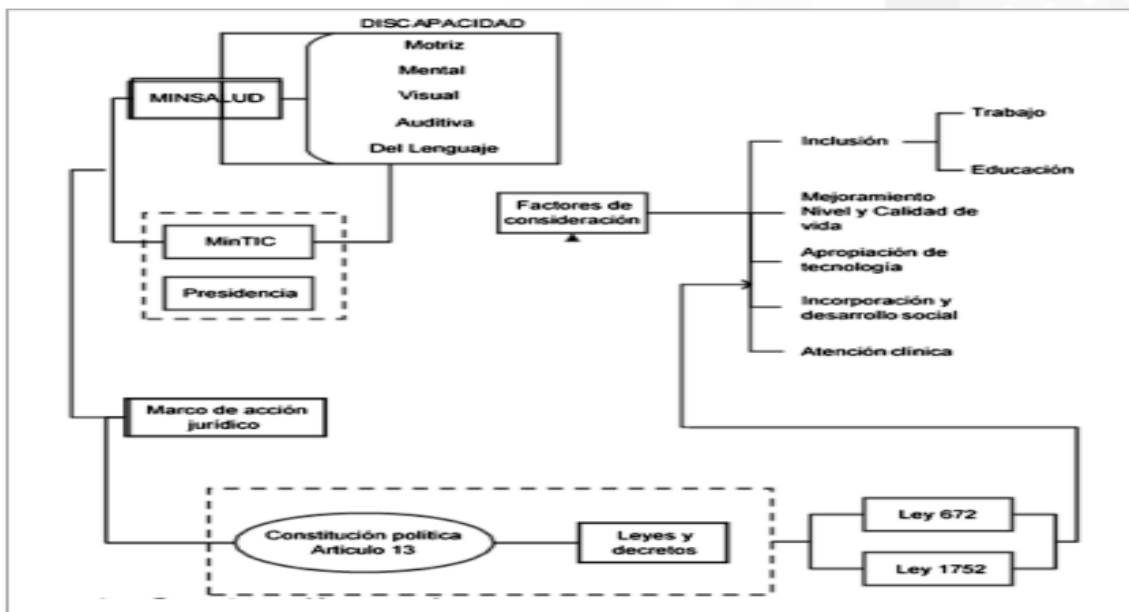 DISCAPACIDAD
Motriz
Mental
Visual
Auditiva
Del Lenguaje
MINSALUD
MinTIC
Presidencia
Factores de
consideración
Inclusión
Trabajo
Educación
Mejoramiento
Nivel y Calidad de
vida
Apropiación de
tecnología
Incorporación y
desarrollo social
Atención clínica
Marco de acción
jurídico
Constitución política
Articulo 13
Leyes y
decretos
Ley 672
Ley 1752